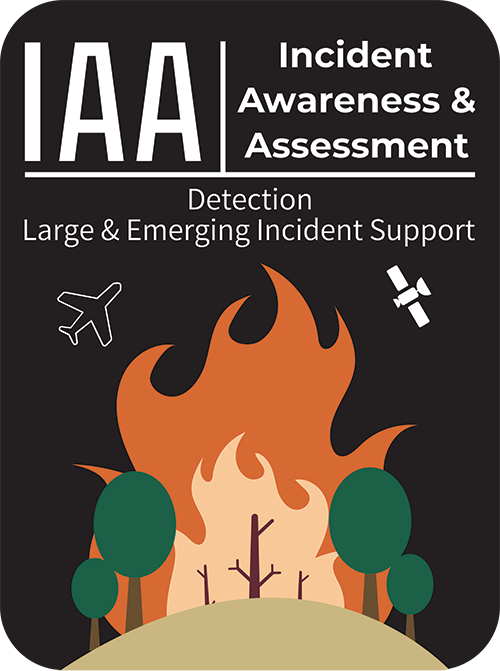 IAA
Incident
Awareness &
Assessment
Detection
Large & Emerging Incident Support